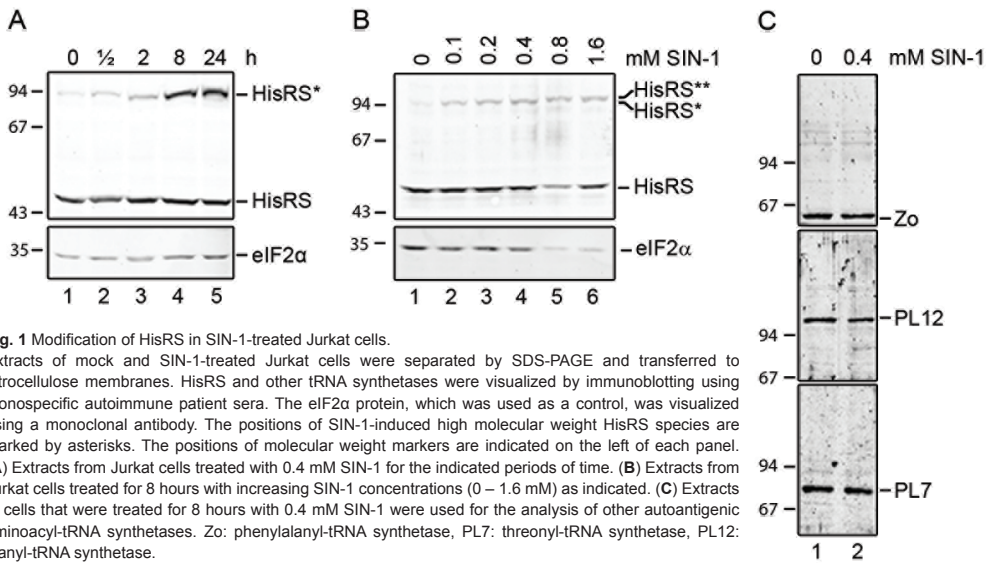 A
0 ½ 2 8 24 h
94
HisRS*
67
HisRS
43
35
eIF2α
1 2 3 4 5
B
0 0.1 0.2 0.4 0.8 1.6 mM SIN-1
94
HisRS**
HisRS*
67
HisRS
43
35
eIF2α
1 2 3 4 5 6
C
0 0.4 mM SIN-1
94
67
Zo
PL12
94
67
94
PL7
67
1 2
g. 1 Modification of HisRS in SIN-1-treated Jurkat cells.
xtracts of mock and SIN-1-treated Jurkat cells were separated by SDS-PAGE and transferred to
trocellulose membranes. HisRS and other tRNA synthetases were visualized by immunoblotting using
onospecific autoimmune patient sera. The eIF2α protein, which was used as a control, was visualized
sing a monoclonal antibody. The positions of SIN-1-induced high molecular weight HisRS species are
arked by asterisks. The positions of molecular weight markers are indicated on the left of each panel.
) Extracts from Jurkat cells treated with 0.4 mM SIN-1 for the indicated periods of time. (B) Extracts from
urkat cells treated for 8 hours with increasing SIN-1 concentrations (0 – 1.6 mM) as indicated. (C) Extracts
cells that were treated for 8 hours with 0.4 mM SIN-1 were used for the analysis of other autoantigenic
minoacyl-tRNA synthetases. Zo: phenylalanyl-tRNA synthetase, PL7: threonyl-tRNA synthetase, PL12:
anyl-tRNA synthetase.